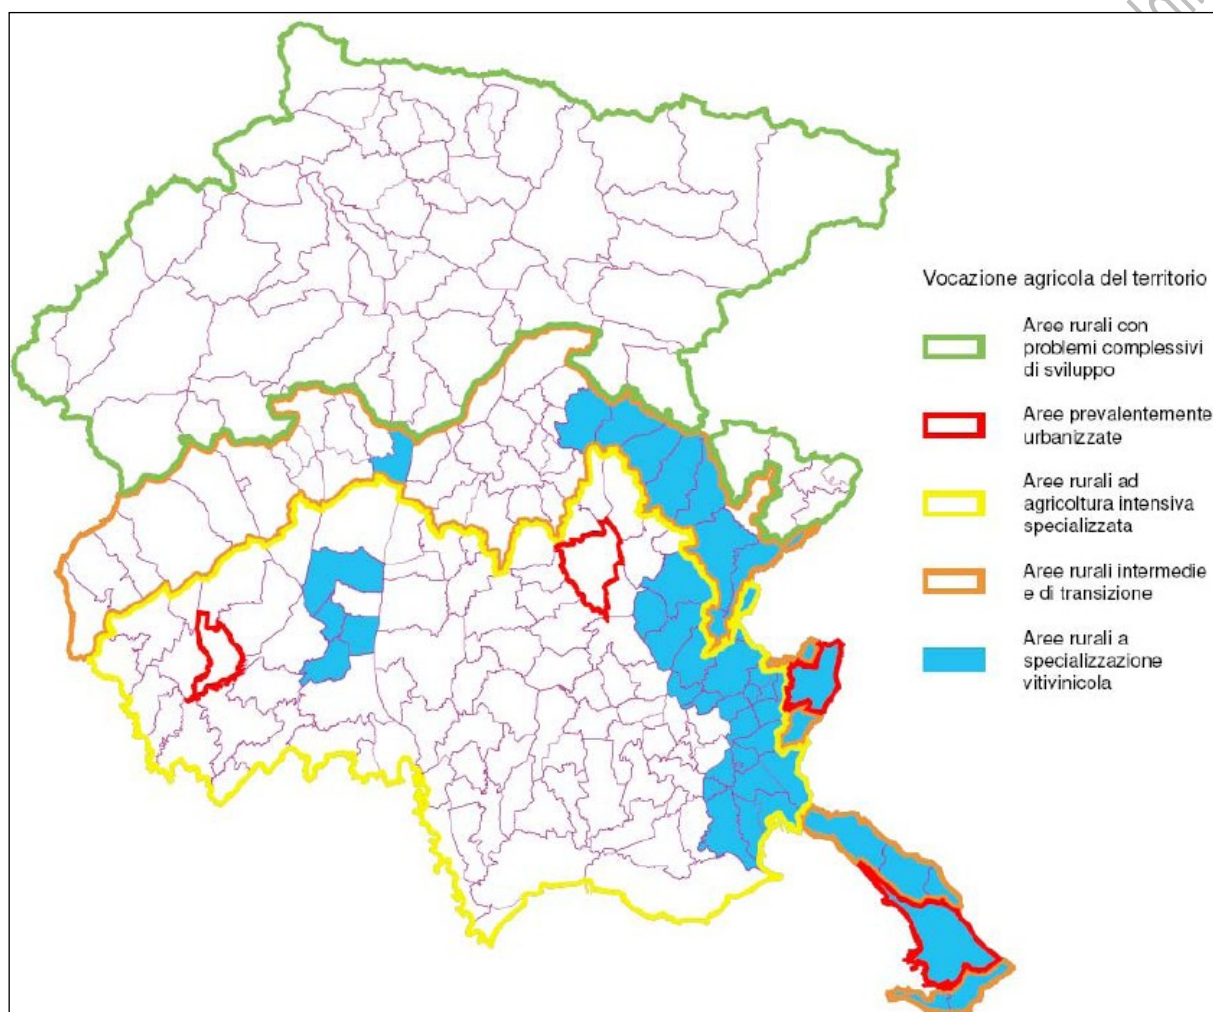 Vocazione agricola del territorio
Aree rurali con
problemi complessivi
di sviluppo
Aree prevalentemente
urbanizzate
Aree rurali ad
agricoltura intensiva
specializzata
Aree rurali intermedie
e di transizione
Aree rurali a
specializzazione
vitivinicola